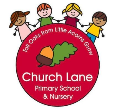 Tall Oaks from Little Acorns Grow
Church Lane
Primary School
& Nursery